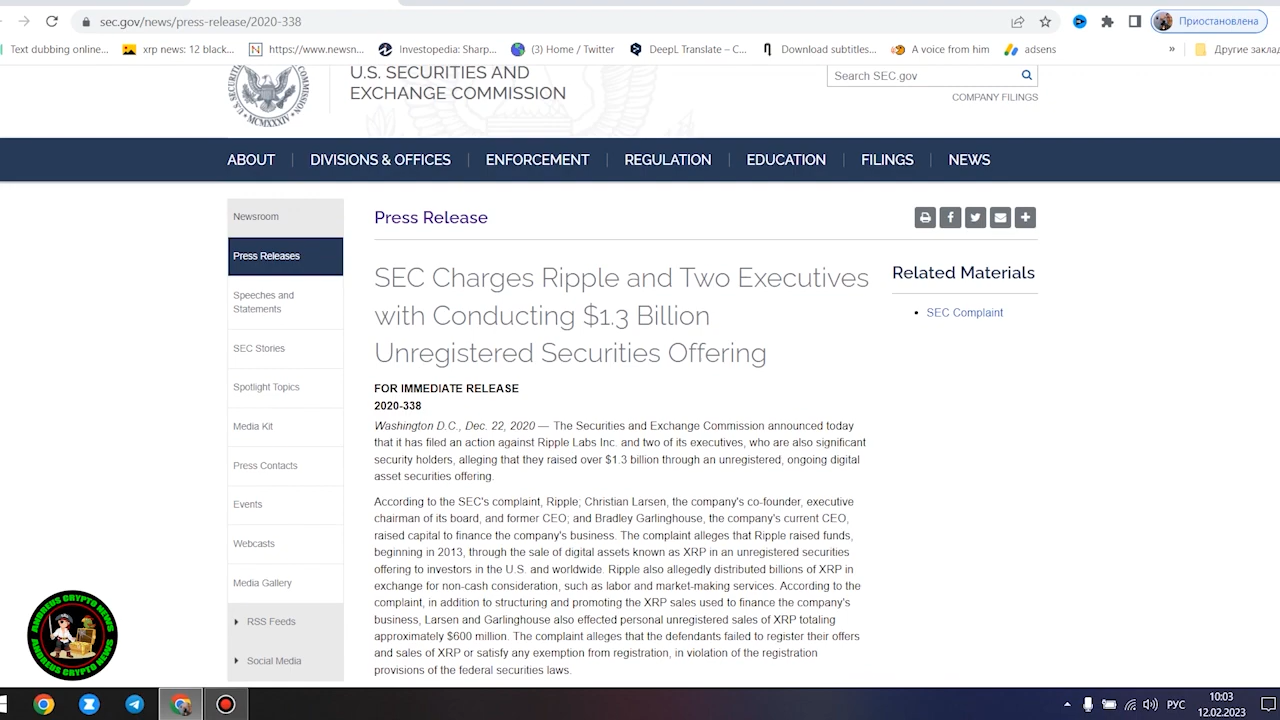 sec.gov/news/press-release/2020-338
Приостановлена
Text dubbing online...
xrp news: 12 black...
https://www.newsn...
Investopedia: Sharp...
(3) Home / Twitter
DeepL Translate – C...
Download subtitles...
A voice from him
adsens
»
Другие заклад
U.S. SECURITIES AND
EXCHANGE COMMISSION
MCMXXXIV
Search SEC.gov
COMPANY FILINGS
ABOUT
DIVISIONS & OFFICES
ENFORCEMENT
REGULATION
EDUCATION
FILINGS
NEWS
Newsroom
Press Releases
Speeches and
Statements
SEC Stories
Spotlight Topics
Media Kit
Press Contacts
Events
Webcasts
Media Gallery
RSS Feeds
Social Media
Press Release
SEC Charges Ripple and Two Executives
with Conducting $1.3 Billion
Unregistered Securities Offering
FOR IMMEDIATE RELEASE
2020-338
Washington D.C., Dec. 22, 2020 — The Securities and Exchange Commission announced today
that it has filed an action against Ripple Labs Inc. and two of its executives, who are also significant
security holders, alleging that they raised over $1.3 billion through an unregistered, ongoing digital
asset securities offering.
According to the SEC's complaint, Ripple; Christian Larsen, the company's co-founder, executive
chairman of its board, and former CEO; and Bradley Garlinghouse, the company's current CEO,
raised capital to finance the company's business. The complaint alleges that Ripple raised funds,
beginning in 2013, through the sale of digital assets known as XRP in an unregistered securities
offering to investors in the U.S. and worldwide. Ripple also allegedly distributed billions of XRP in
exchange for non-cash consideration, such as labor and market-making services. According to the
complaint, in addition to structuring and promoting the XRP sales used to finance the company's
business, Larsen and Garlinghouse also effected personal unregistered sales of XRP totaling
approximately $600 million. The complaint alleges that the defendants failed to register their offers
and sales of XRP or satisfy any exemption from registration, in violation of the registration
provisions of the federal securities laws.
Related Materials
SEC Complaint
ANDREUS CRYPTO NEWS
ANDREUS CRYPTO NEWS
РУС
10:03
12.02.2023